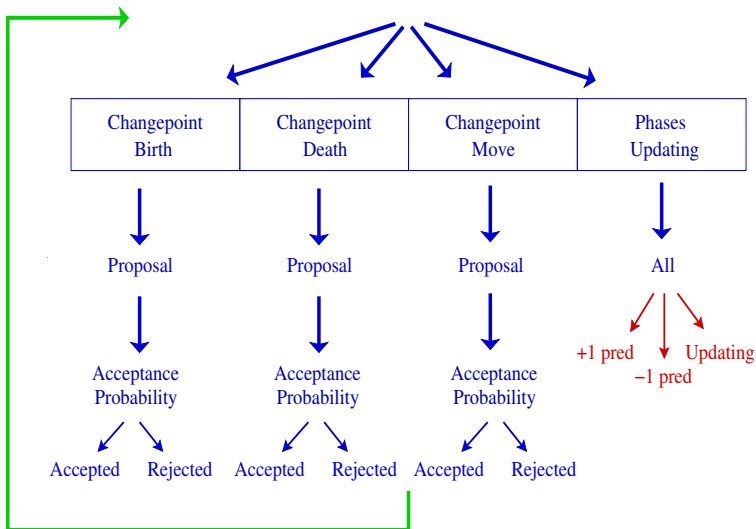 Changepoint
Birth
Changepoint
Death
Changepoint
Move
Phases
Updating
Proposal
Proposal
Proposal
All
+1 pred
−1 pred
Updating
Acceptance
Probability
Acceptance
Probability
Acceptance
Probability
Accepted
Rejected
Accepted
Rejected
Accepted
Rejected